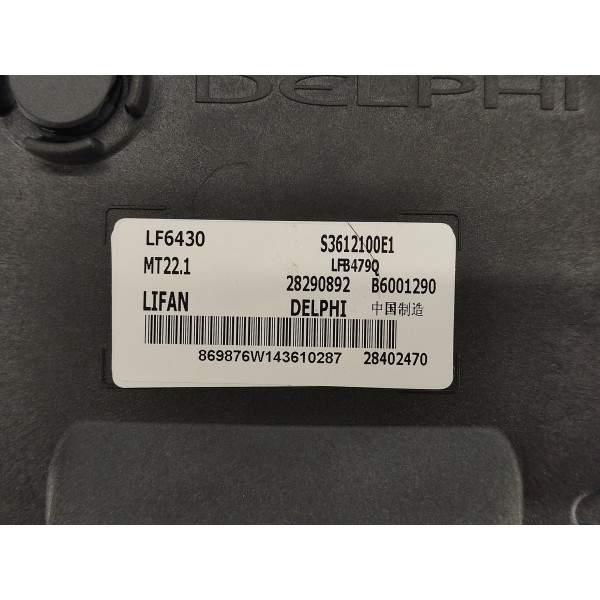 DELPHI
LF6430 S3612100E1
MT22.1 LFB479Q
28290892 B6001290
LIFAN DELPHI 中国制造
869876W143610287 28402470